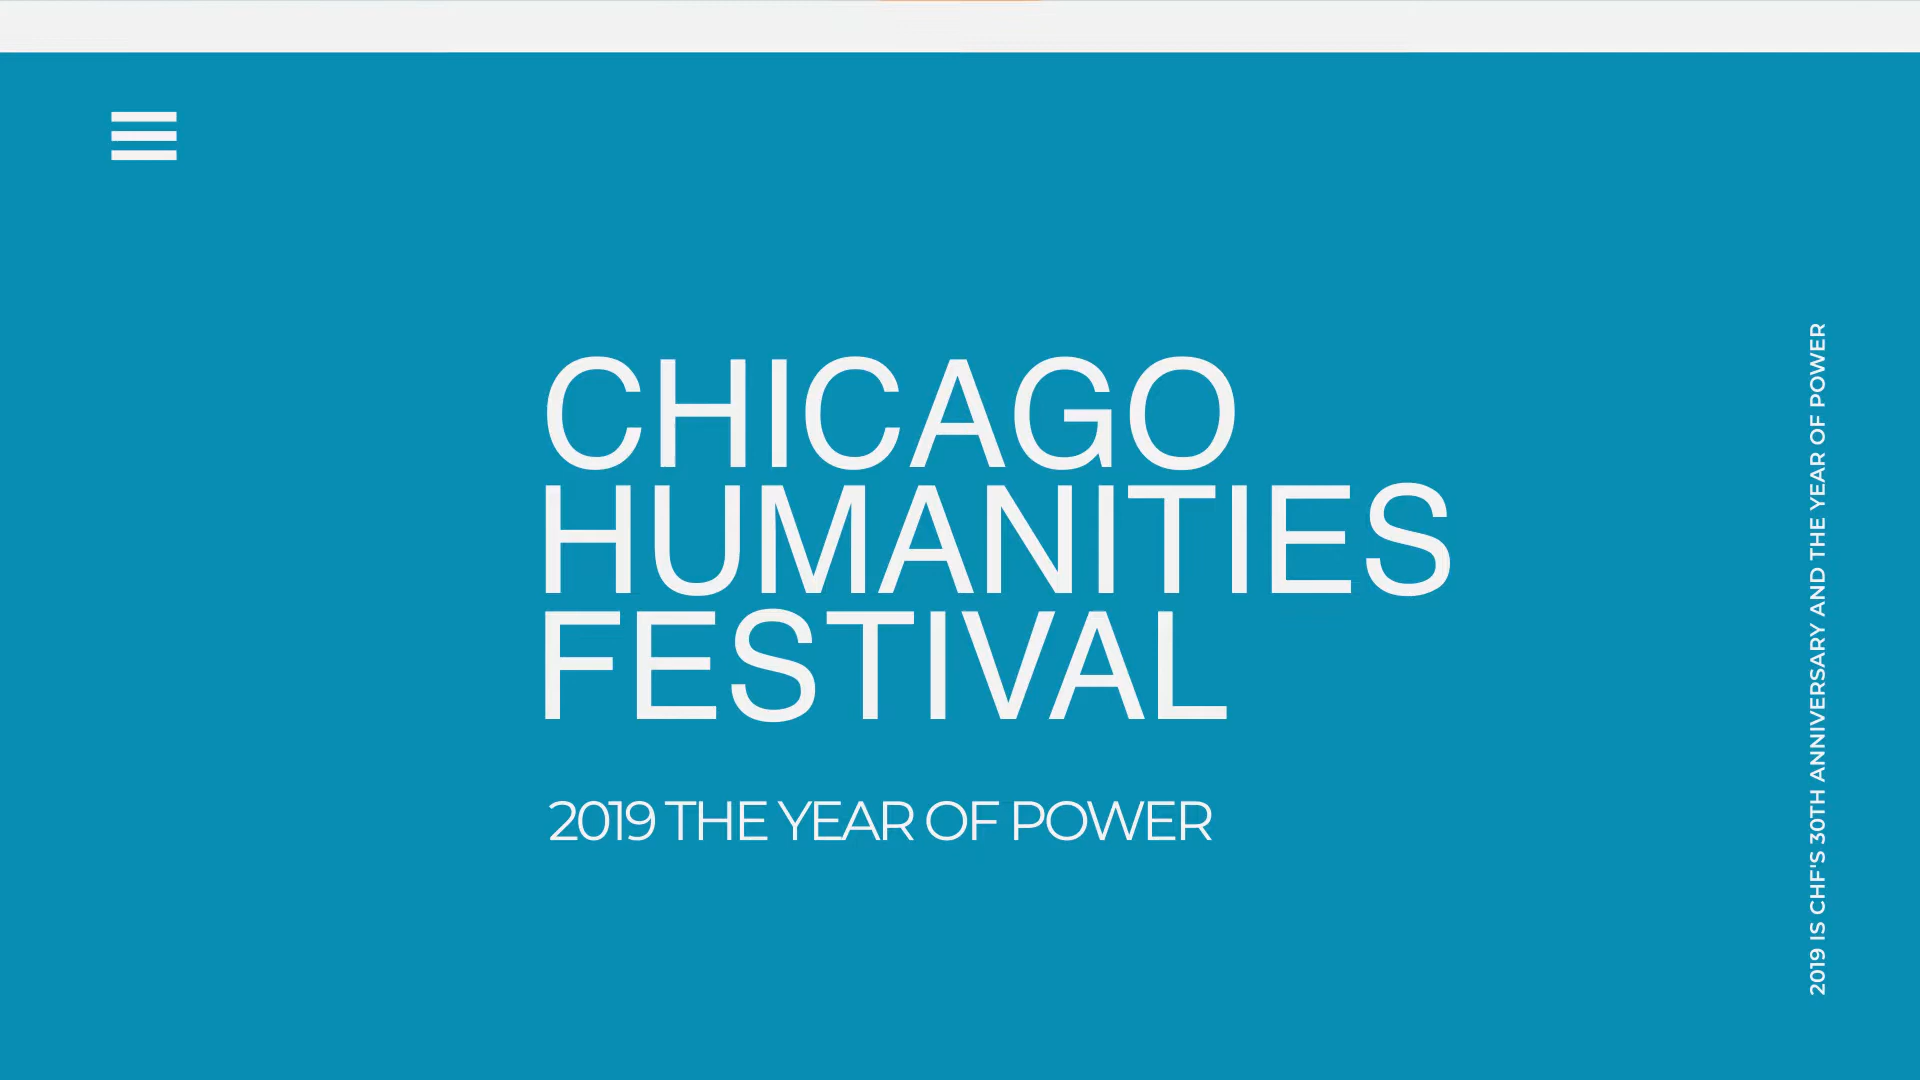 CHICAGO
HUMANITIES
FESTIVAL
2019 THE YEAR OF POWER
2019 IS CHF'S 30TH ANNIVERSARY AND THE YEAR OF POWER